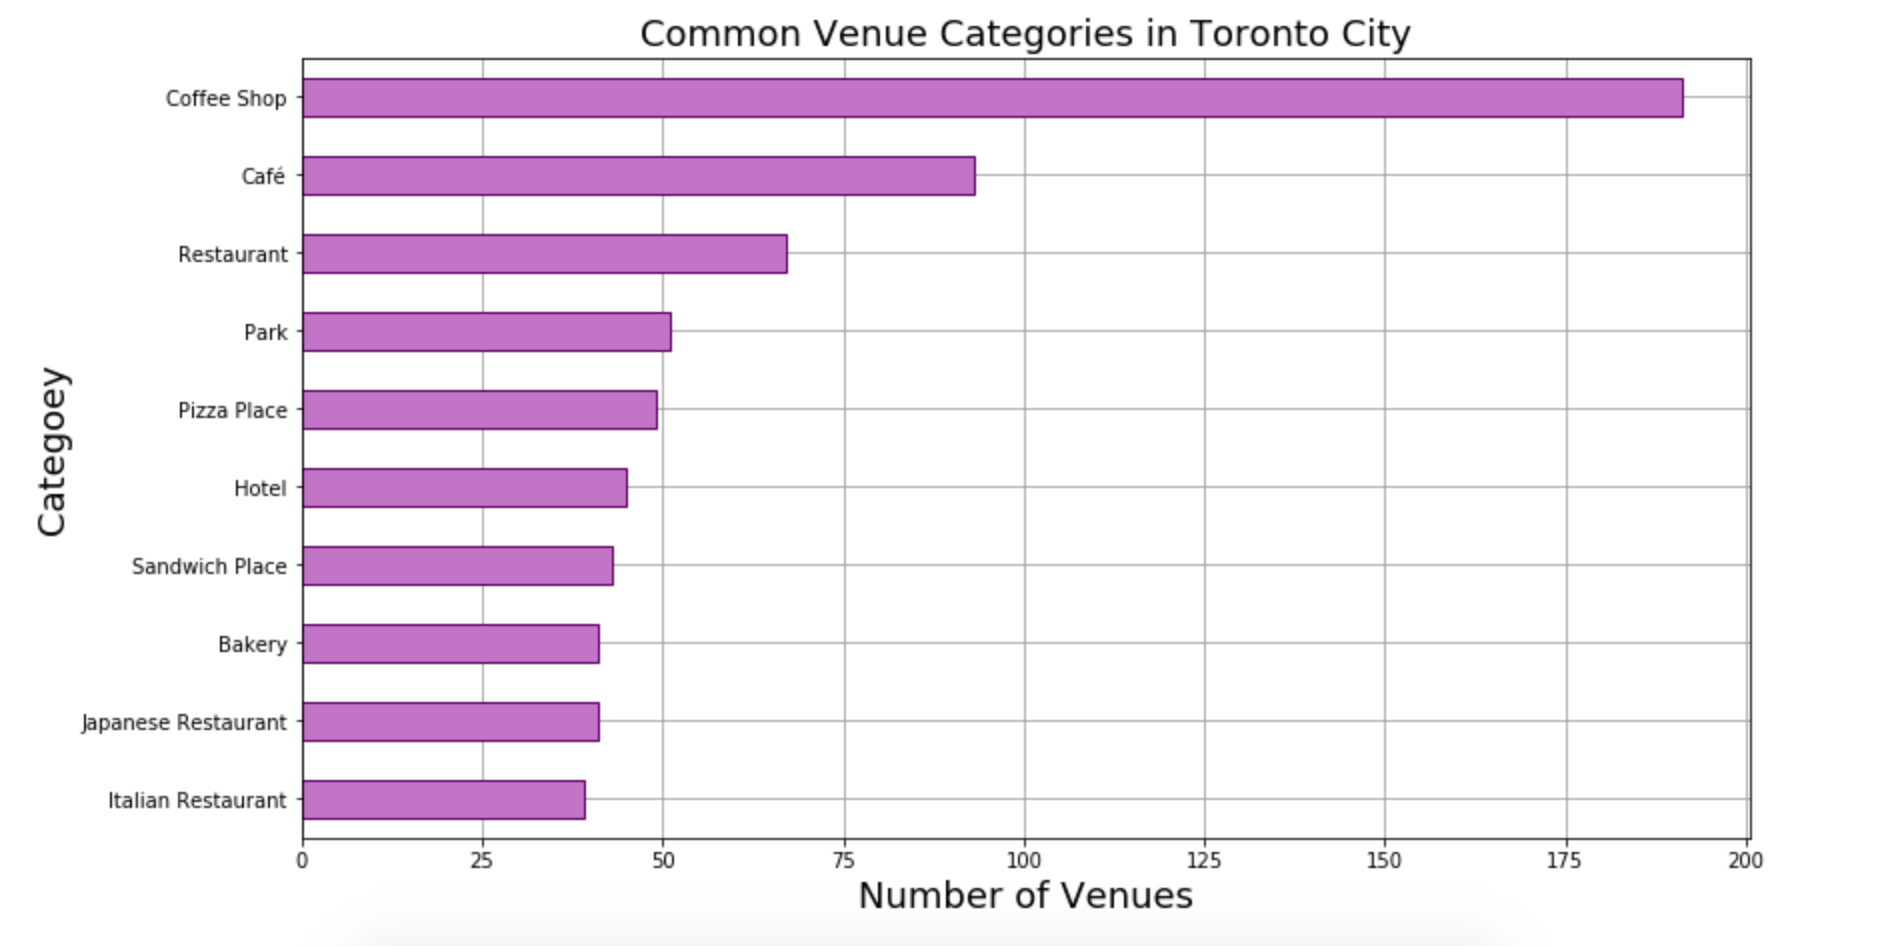 Common Venue Categories in Toronto City
Coffee Shop
Café
Restaurant
Park
Pizza Place
Hotel
Sandwich Place
Bakery
Japanese Restaurant
Italian Restaurant
Categoey
0 25 50 75 100 125 150 175 200
Number of Venues